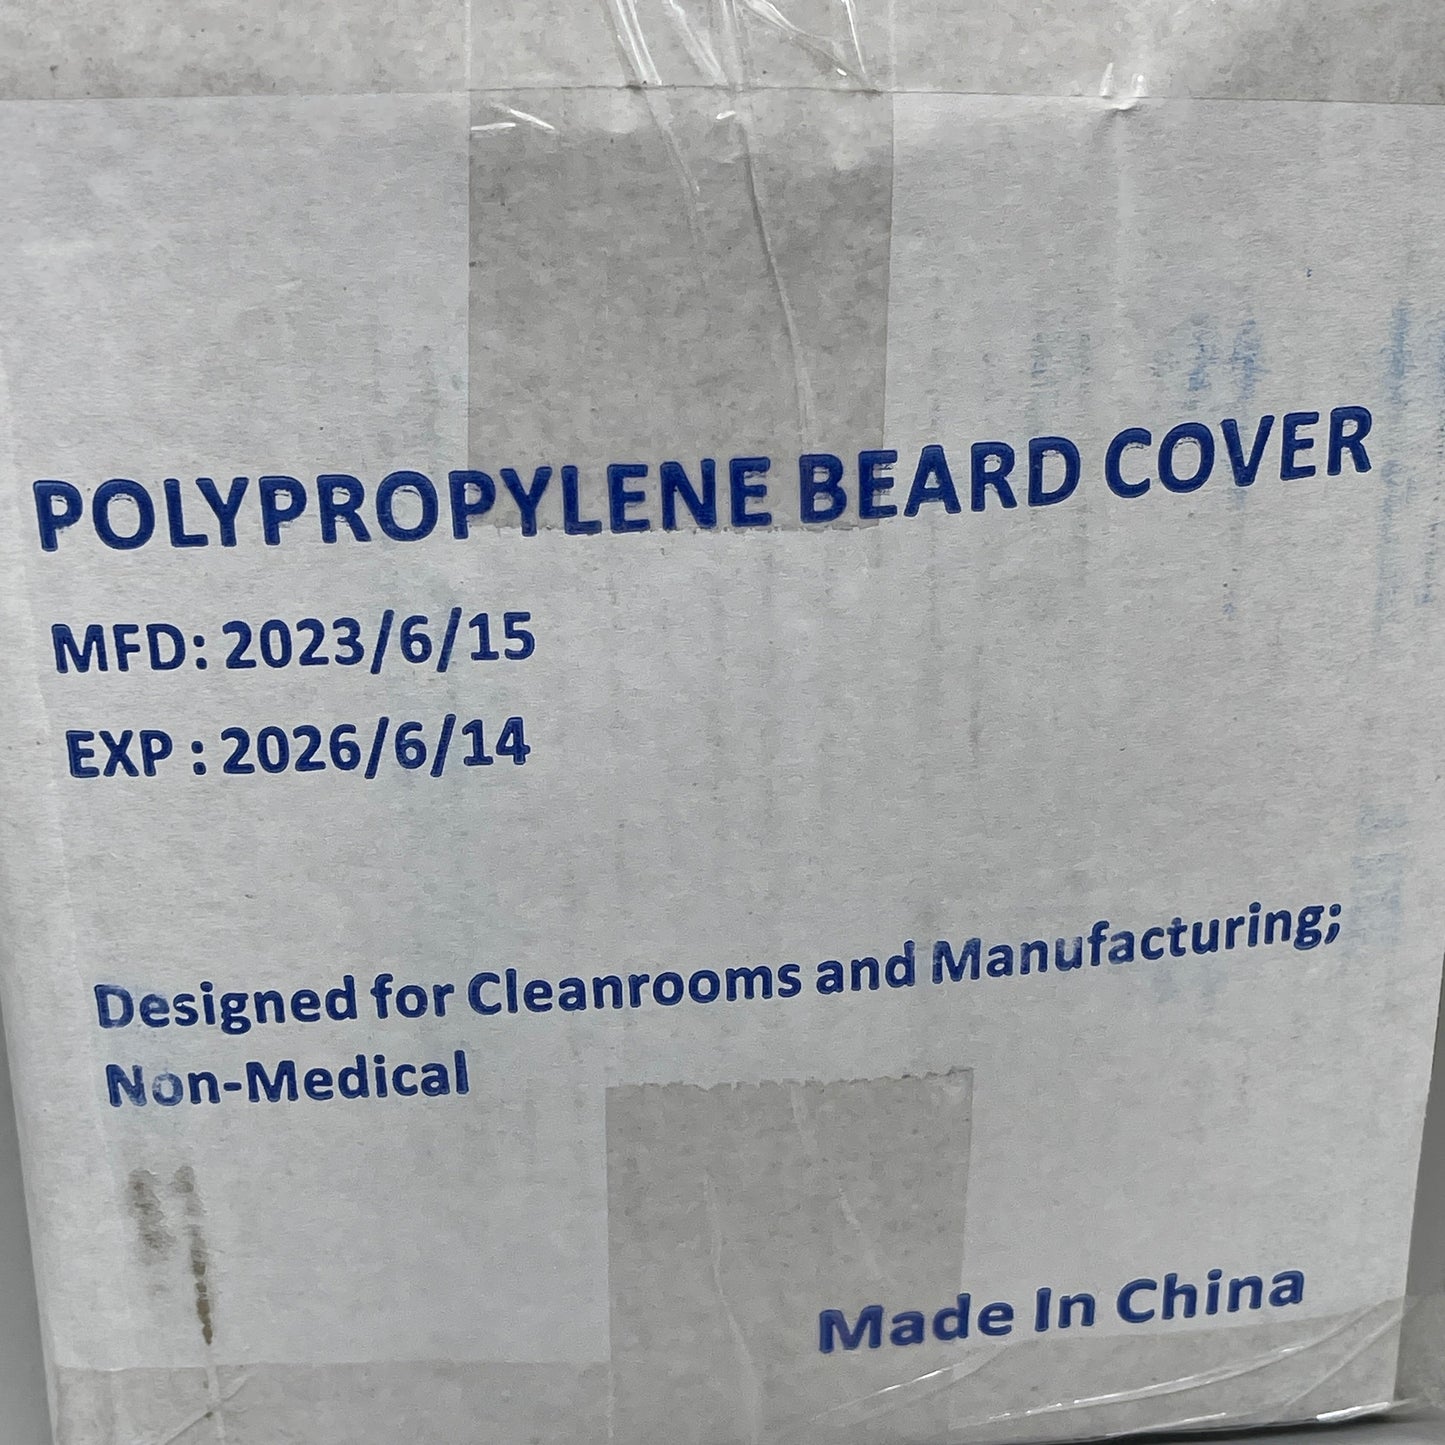 POLYPROPYLENE BEARD COVER
MFD: 2023/6/15
EXP : 2026/6/14
Designed for Cleanrooms and Manufacturing;
Non-Medical
Made In China